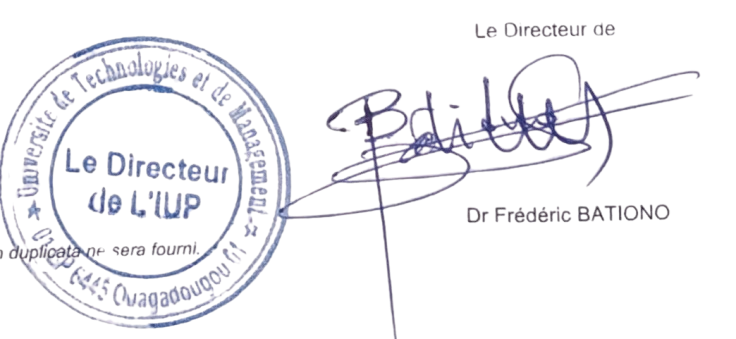 Le Directeur de
Université de Technologies et de Management
Le Directeur
de L'IUP
Dr Frédéric BATIONO
duplicata ne sera fourni.
6445 Ouagadougou